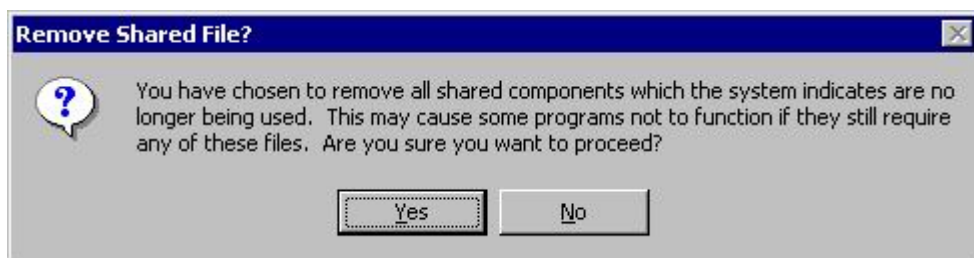 Remove Shared File?
You have chosen to remove all shared components which the system indicates are no
longer being used.  This may cause some programs not to function if they still require
any of these files.  Are you sure you want to proceed?
Yes No